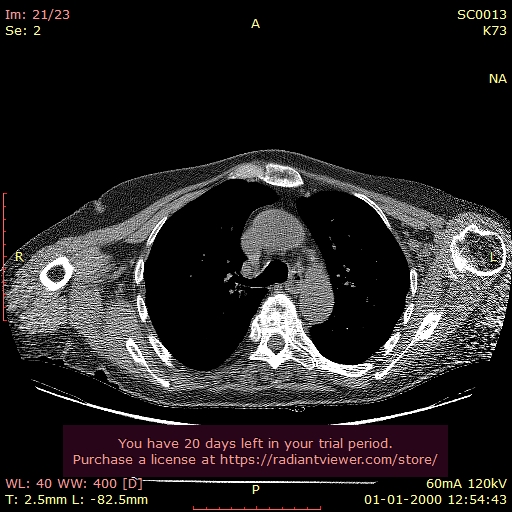 Im: 21/23
Se: 2
A
SC0013
K73
NA
R
L
You have 20 days left in your trial period.
Purchase a license at https://radiantviewer.com/store/
WL: 40 WW: 400 [D]
T: 2.5mm L: -82.5mm
P
60mA 120kV
01-01-2000 12:54:43